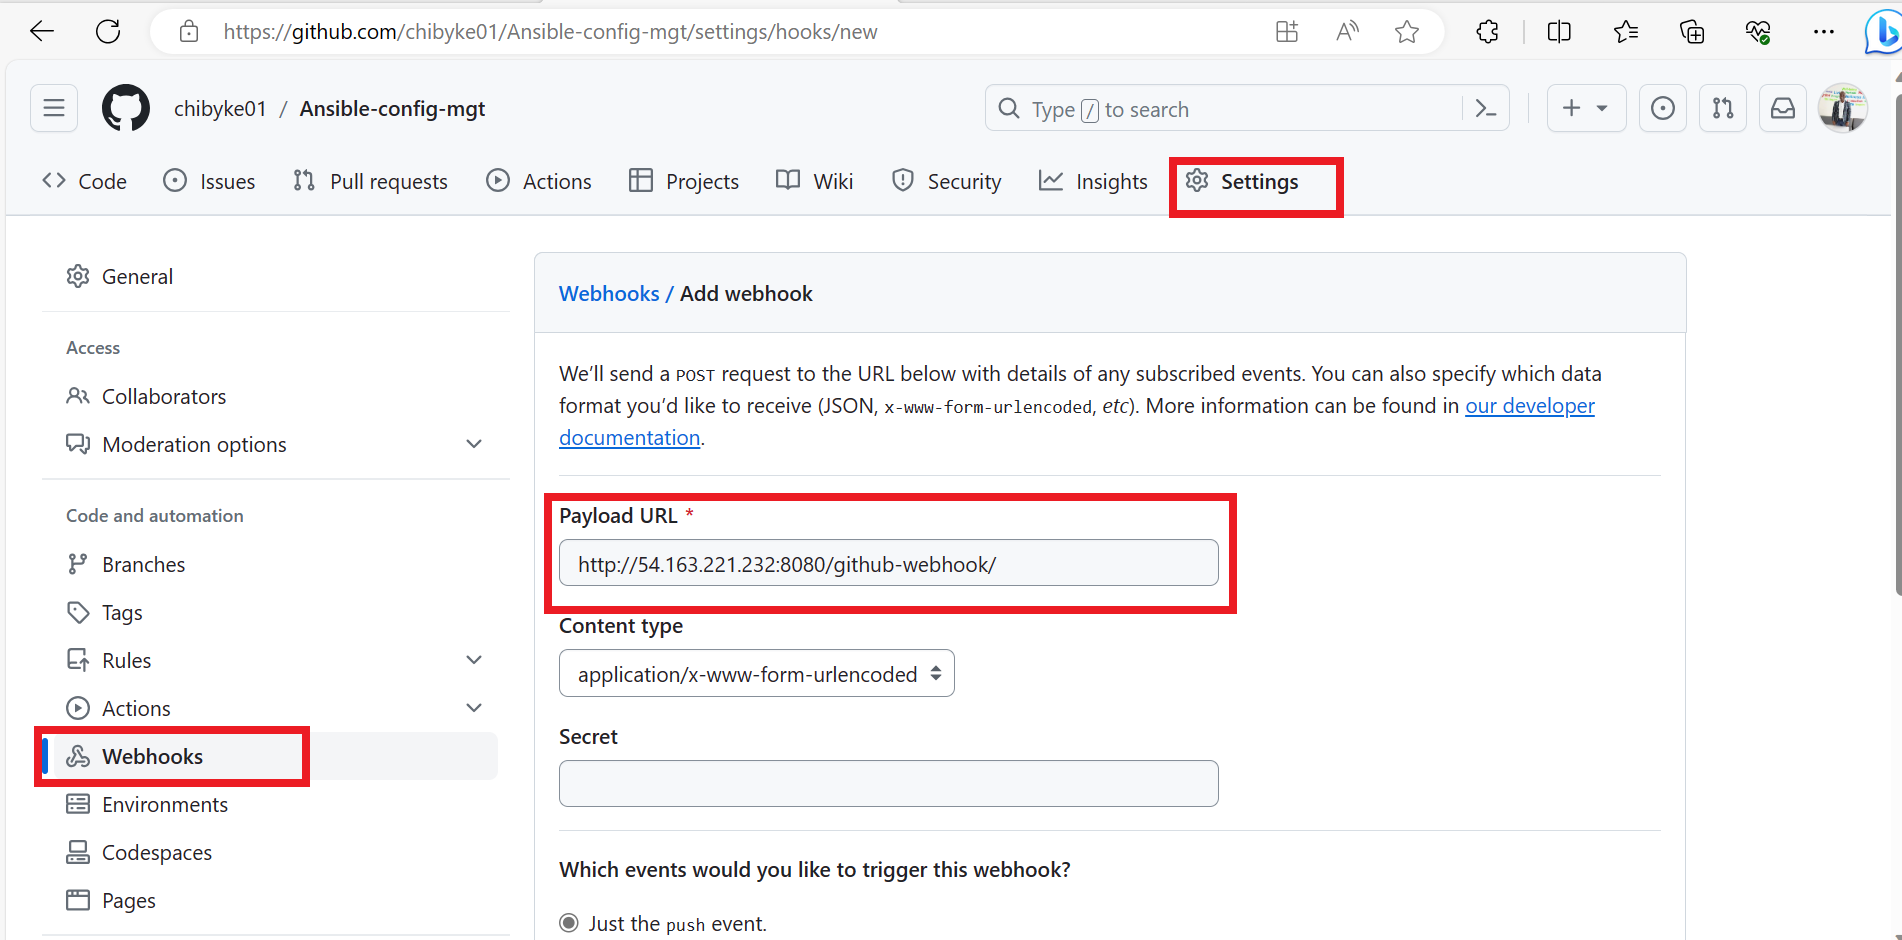 https://github.com/chibyke01/Ansible-config-mgt/settings/hooks/new
chibyke01 / Ansible-config-mgt
Type / to search
Code Issues Pull requests Actions Projects Wiki Security Insights Settings
General
Access
Collaborators
Moderation options
Code and automation
Branches
Tags
Rules
Actions
Webhooks
Environments
Codespaces
Pages
Webhooks / Add webhook
We’ll send a POST request to the URL below with details of any subscribed events. You can also specify which data
format you’d like to receive (JSON, x-www-form-urlencoded, etc). More information can be found in our developer
documentation.
Payload URL *
http://54.163.221.232:8080/github-webhook/
Content type
application/x-www-form-urlencoded
Secret
Which events would you like to trigger this webhook?
Just the push event.